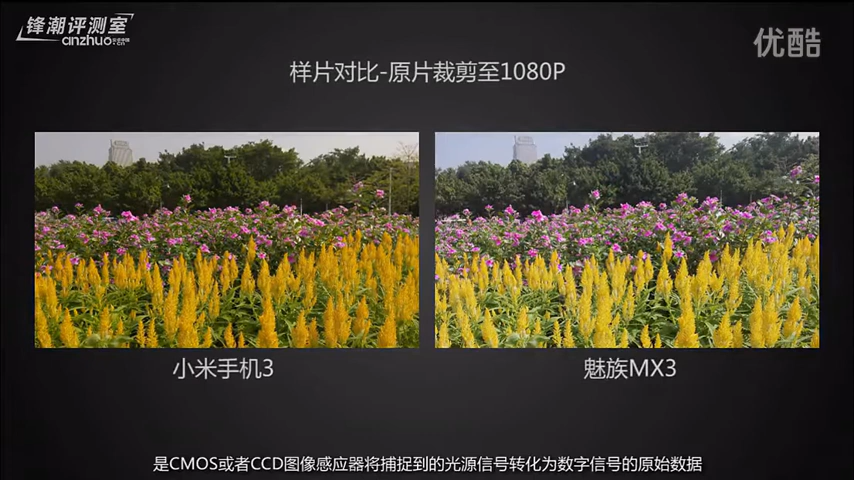 锋潮评测室
anzhuo.cn
优酷
样片对比-原片裁剪至1080P
小米手机3
魅族MX3
是CMOS或者CCD图像感应器将捕捉到的光源信号转化为数字信号的原始数据